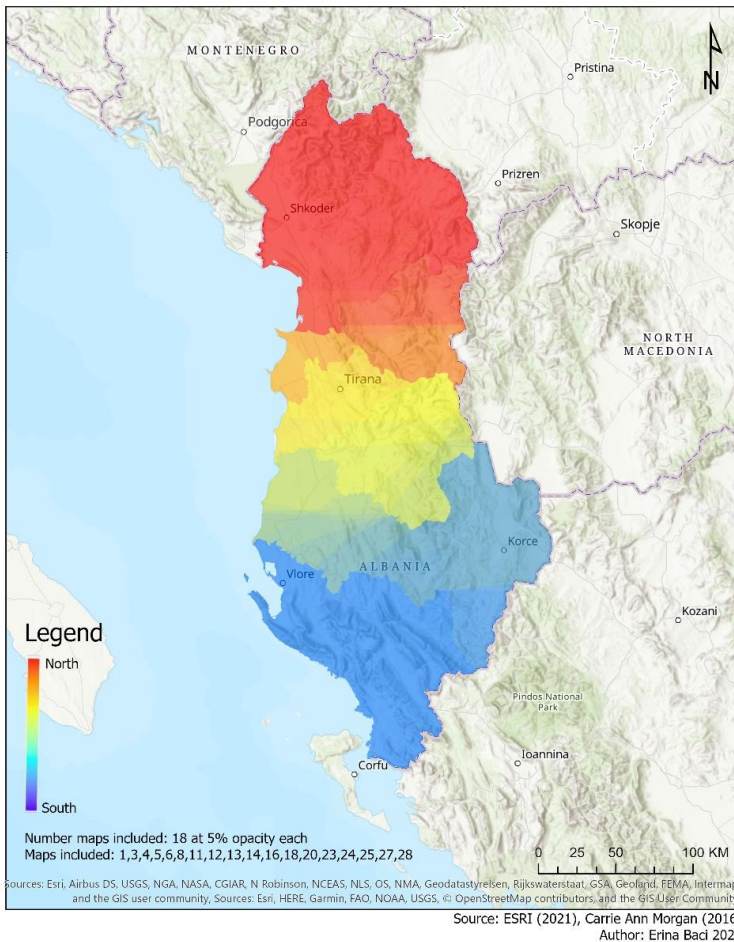 MONTENEGRO
Pristina
N
Podgorica
Prizren
Shkoder
Skopje
NORTH
MACEDONIA
Tirana
Korce
ALBANIA
Vlore
Kozani
Legend
North
South
Pindos National
Park
Ioannina
Corfu
Number maps included: 18 at 5% opacity each
Maps included: 1,3,4,5,6,8,11,12,13,14,16,18,20,23,24,25,27,28
0 25 50 100 KM
Sources: Esri, Airbus DS, USGS, NGA, NASA, CGIAR, N Robinson, NCEAS, NLS, OS, NMA, Geodatastyrelsen, Rijkswaterstaat, GSA, Geoland, FEMA, Intermap
and the GIS user community, Sources: Esri, HERE, Garmin, FAO, NOAA, USGS, © OpenStreetMap contributors, and the GIS User Community
Source: ESRI (2021), Carrie Ann Morgan (2016
Author: Erina Baci 202